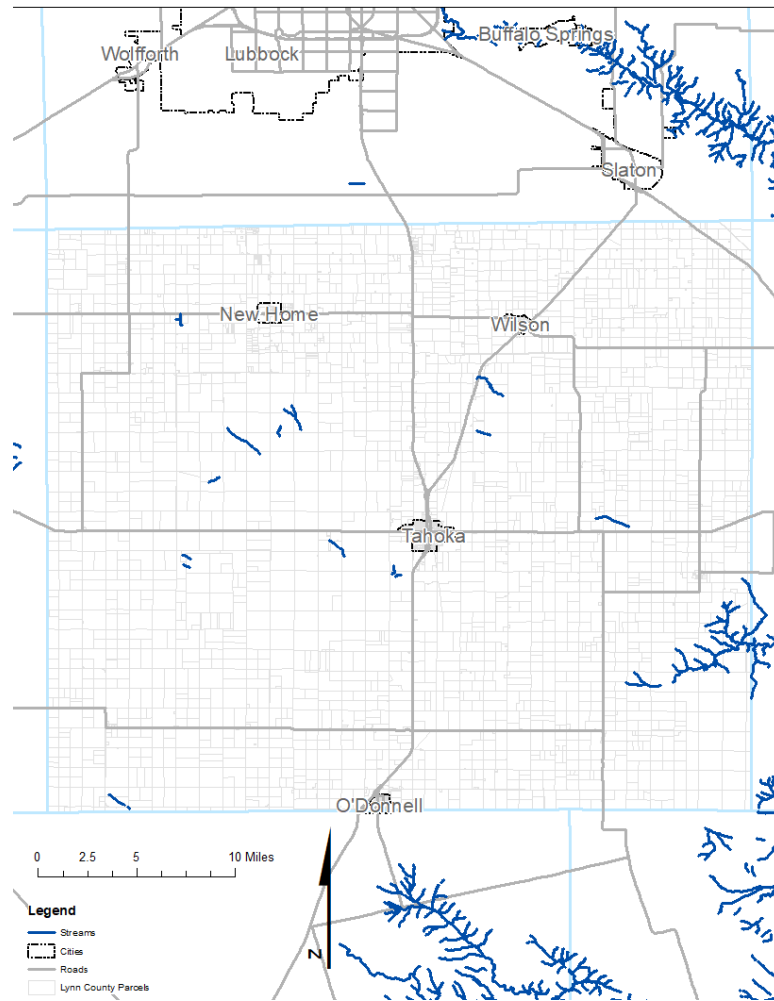 Buffalo Springs
Wolfforth
Lubbock
Slaton
New Home
Wilson
Tahoka
O'Donnell
0 2.5 5 10 Miles
N
Legend
Streams
Cities
Roads
Lynn County Parcels